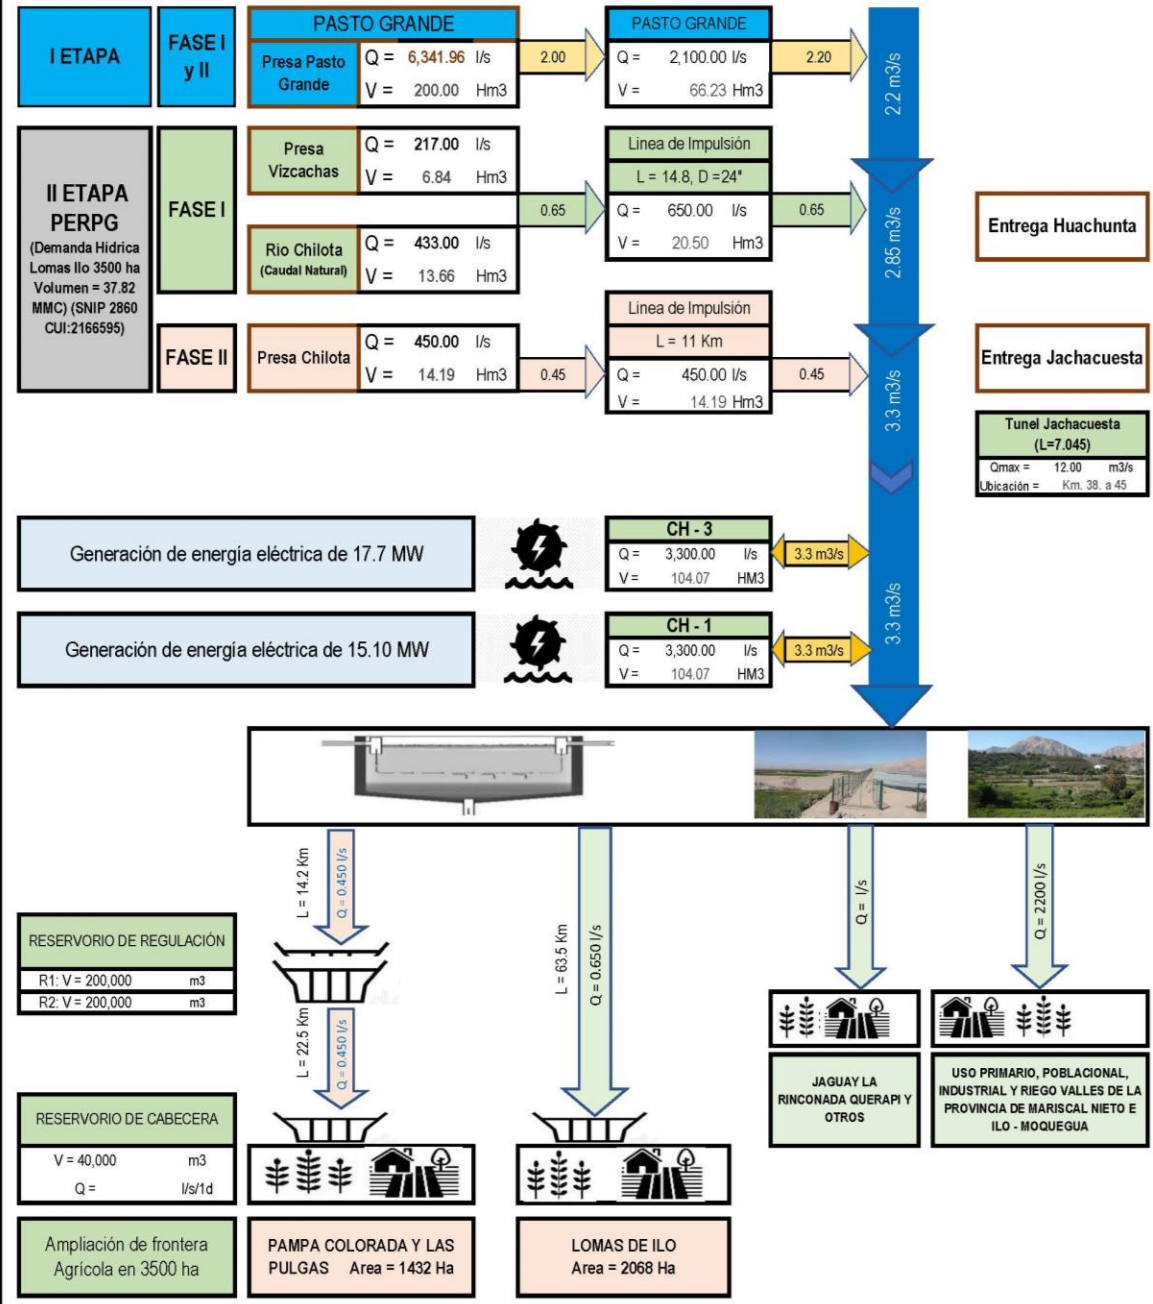 I ETAPA
FASE I
y II
PASTO GRANDE
Presa Pasto
Grande
Q = 6,341.96 l/s
V = 200.00 Hm3
2.00
PASTO GRANDE
Q = 2,100.00 l/s
V = 66.23 Hm3
2.20
2.2 m3/s
II ETAPA
PERPG
(Demanda Hidrica
Lomas Ilo 3500 ha
Volumen = 37.82
MMC) (SNIP 2860
CUI:2166595)
FASE I
Presa
Vizcachas
Q = 217.00 l/s
V = 6.84 Hm3
Rio Chilota
(Caudal Natural)
Q = 433.00 l/s
V = 13.66 Hm3
0.65
Linea de Impulsión
L = 14.8, D =24"
Q = 650.00 l/s
V = 20.50 Hm3
0.65
2.85 m3/s
Entrega Huachunta
FASE II
Presa Chilota
Q = 450.00 l/s
V = 14.19 Hm3
0.45
Linea de Impulsión
L = 11 Km
Q = 450.00 l/s
V = 14.19 Hm3
0.45
3.3 m3/s
Entrega Jachacuesta
Tunel Jachacuesta
(L=7.045)
Qmax = 12.00 m3/s
Ubicación = Km. 38. a 45
Generación de energía eléctrica de 17.7 MW
CH - 3
Q = 3,300.00 l/s
V = 104.07 HM3
3.3 m3/s
3.3 m3/s
Generación de energía eléctrica de 15.10 MW
CH - 1
Q = 3,300.00 l/s
V = 104.07 HM3
3.3 m3/s
L = 14.2 Km
Q = 0.450 l/s
L = 63.5 Km
Q = 0.650 l/s
Q = l/s
Q = 2200 l/s
RESERVORIO DE REGULACIÓN
R1: V = 200,000 m3
R2: V = 200,000 m3
L = 22.5 Km
Q = 0.450 l/s
JAGUAY LA
RINCONADA QUERAPI Y
OTROS
USO PRIMARIO, POBLACIONAL,
INDUSTRIAL Y RIEGO VALLES DE LA
PROVINCIA DE MARISCAL NIETO E
ILO - MOQUEGUA
RESERVORIO DE CABECERA
V = 40,000 m3
Q = l/s/1d
Ampliación de frontera
Agrícola en 3500 ha
PAMPA COLORADA Y LAS
PULGAS Area = 1432 Ha
LOMAS DE ILO
Area = 2068 Ha